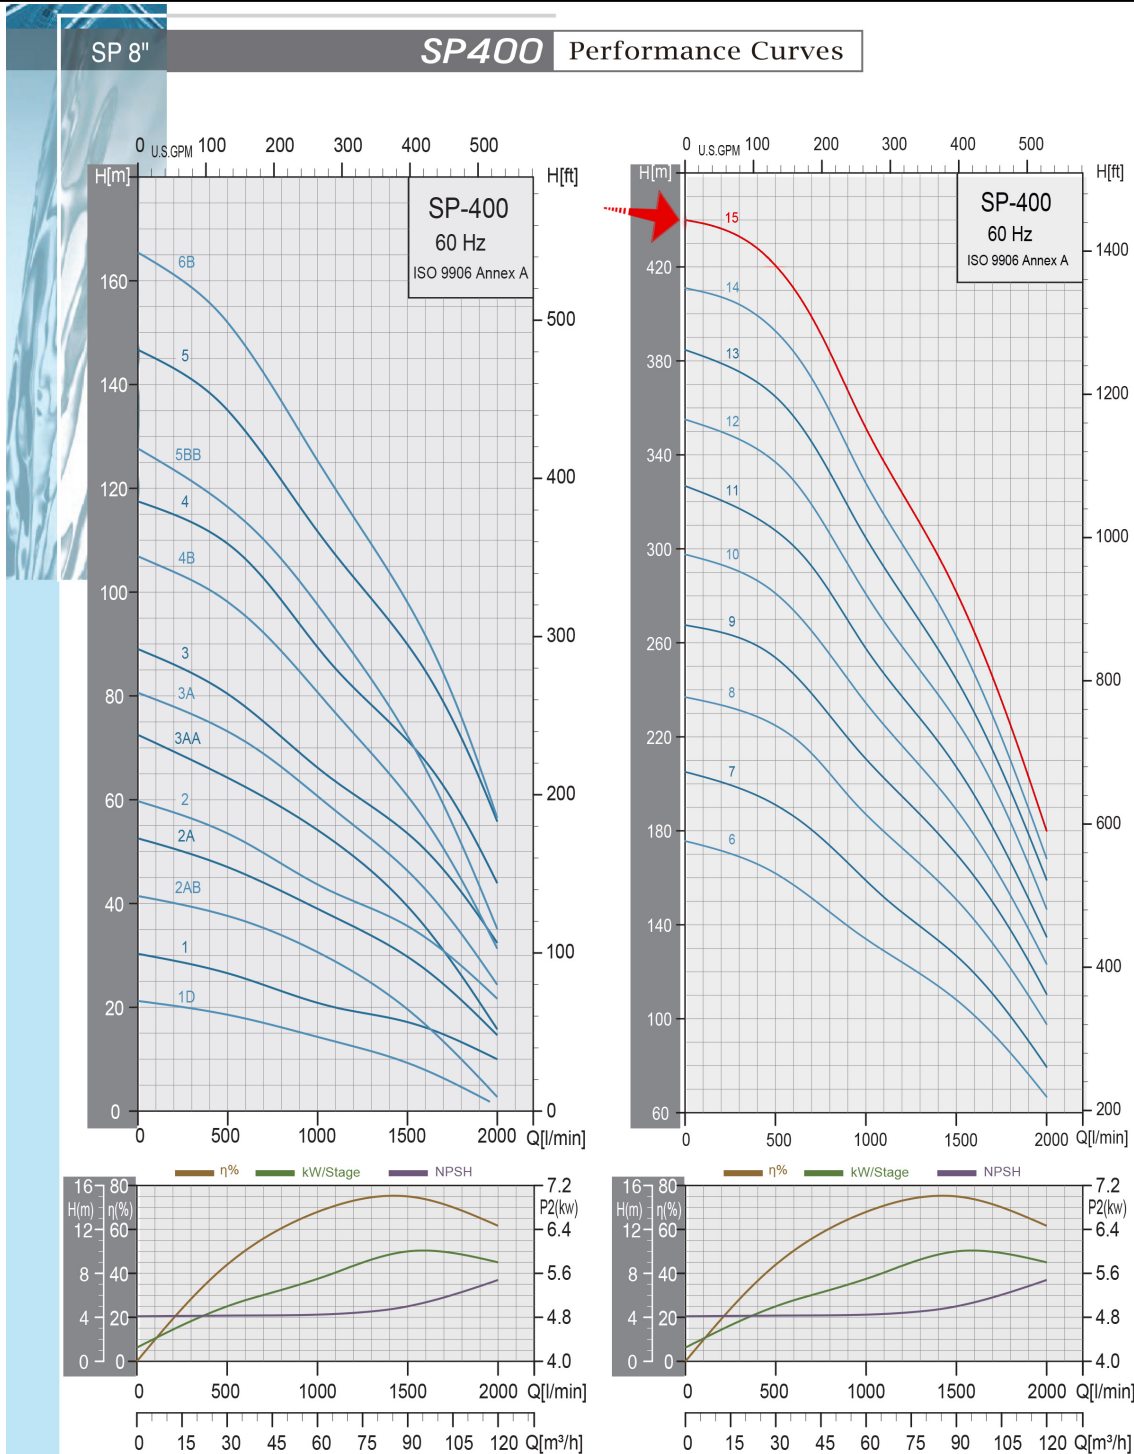 SP 8"
SP400 Performance Curves
0 U.S.GPM 100 200 300 400 500
H[m] H[ft]
SP-400
60 Hz
ISO 9906 Annex A
160
140
120
100
80
60
40
20
0
500
400
300
200
100
0
6B
5
5BB
4
4B
3
3A
3AA
2
2A
2AB
1
1D
0 500 1000 1500 2000 Q[l/min]
0 U.S.GPM 100 200 300 400 500
H[m] H[ft]
SP-400
60 Hz
ISO 9906 Annex A
420
380
340
300
260
220
180
140
100
60
1400
1200
1000
800
600
400
200
15
14
13
12
11
10
9
8
7
6
0 500 1000 1500 2000 Q[l/min]
η% kW/Stage NPSH
16 80 7.2
H(m) η(%) P2(kw)
12 60 6.4
8 40 5.6
4 20 4.8
0 0 4.0
0 500 1000 1500 2000 Q[l/min]
0 15 30 45 60 75 90 105 120 Q[m³/h]
η% kW/Stage NPSH
16 80 7.2
H(m) η(%) P2(kw)
12 60 6.4
8 40 5.6
4 20 4.8
0 0 4.0
0 500 1000 1500 2000 Q[l/min]
0 15 30 45 60 75 90 105 120 Q[m³/h]